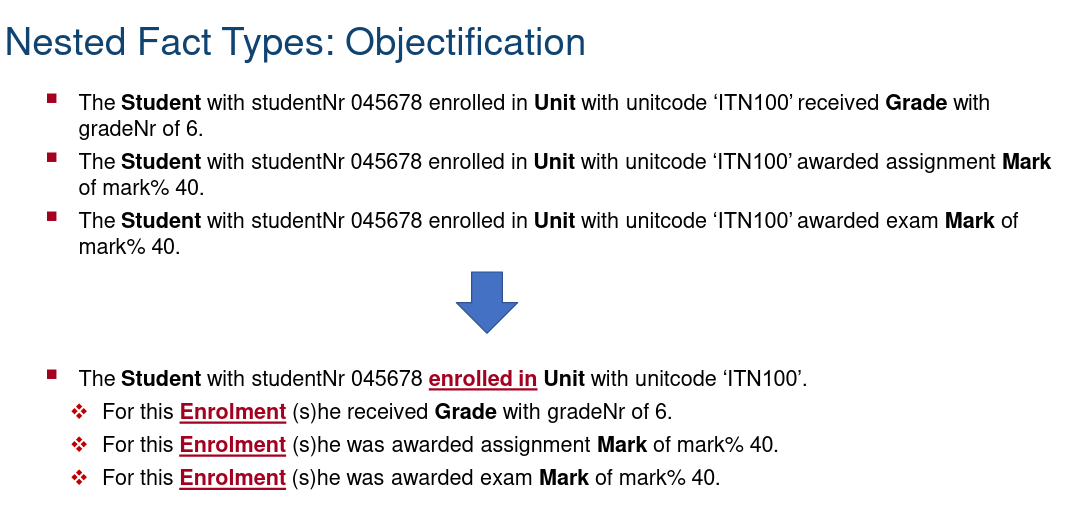 Nested Fact Types: Objectification
The Student with studentNr 045678 enrolled in Unit with unitcode ‘ITN100’ received Grade with
gradeNr of 6.
The Student with studentNr 045678 enrolled in Unit with unitcode ‘ITN100’ awarded assignment Mark
of mark% 40.
The Student with studentNr 045678 enrolled in Unit with unitcode ‘ITN100’ awarded exam Mark of
mark% 40.
The Student with studentNr 045678 enrolled in Unit with unitcode ‘ITN100’.
For this Enrolment (s)he received Grade with gradeNr of 6.
For this Enrolment (s)he was awarded assignment Mark of mark% 40.
For this Enrolment (s)he was awarded exam Mark of mark% 40.